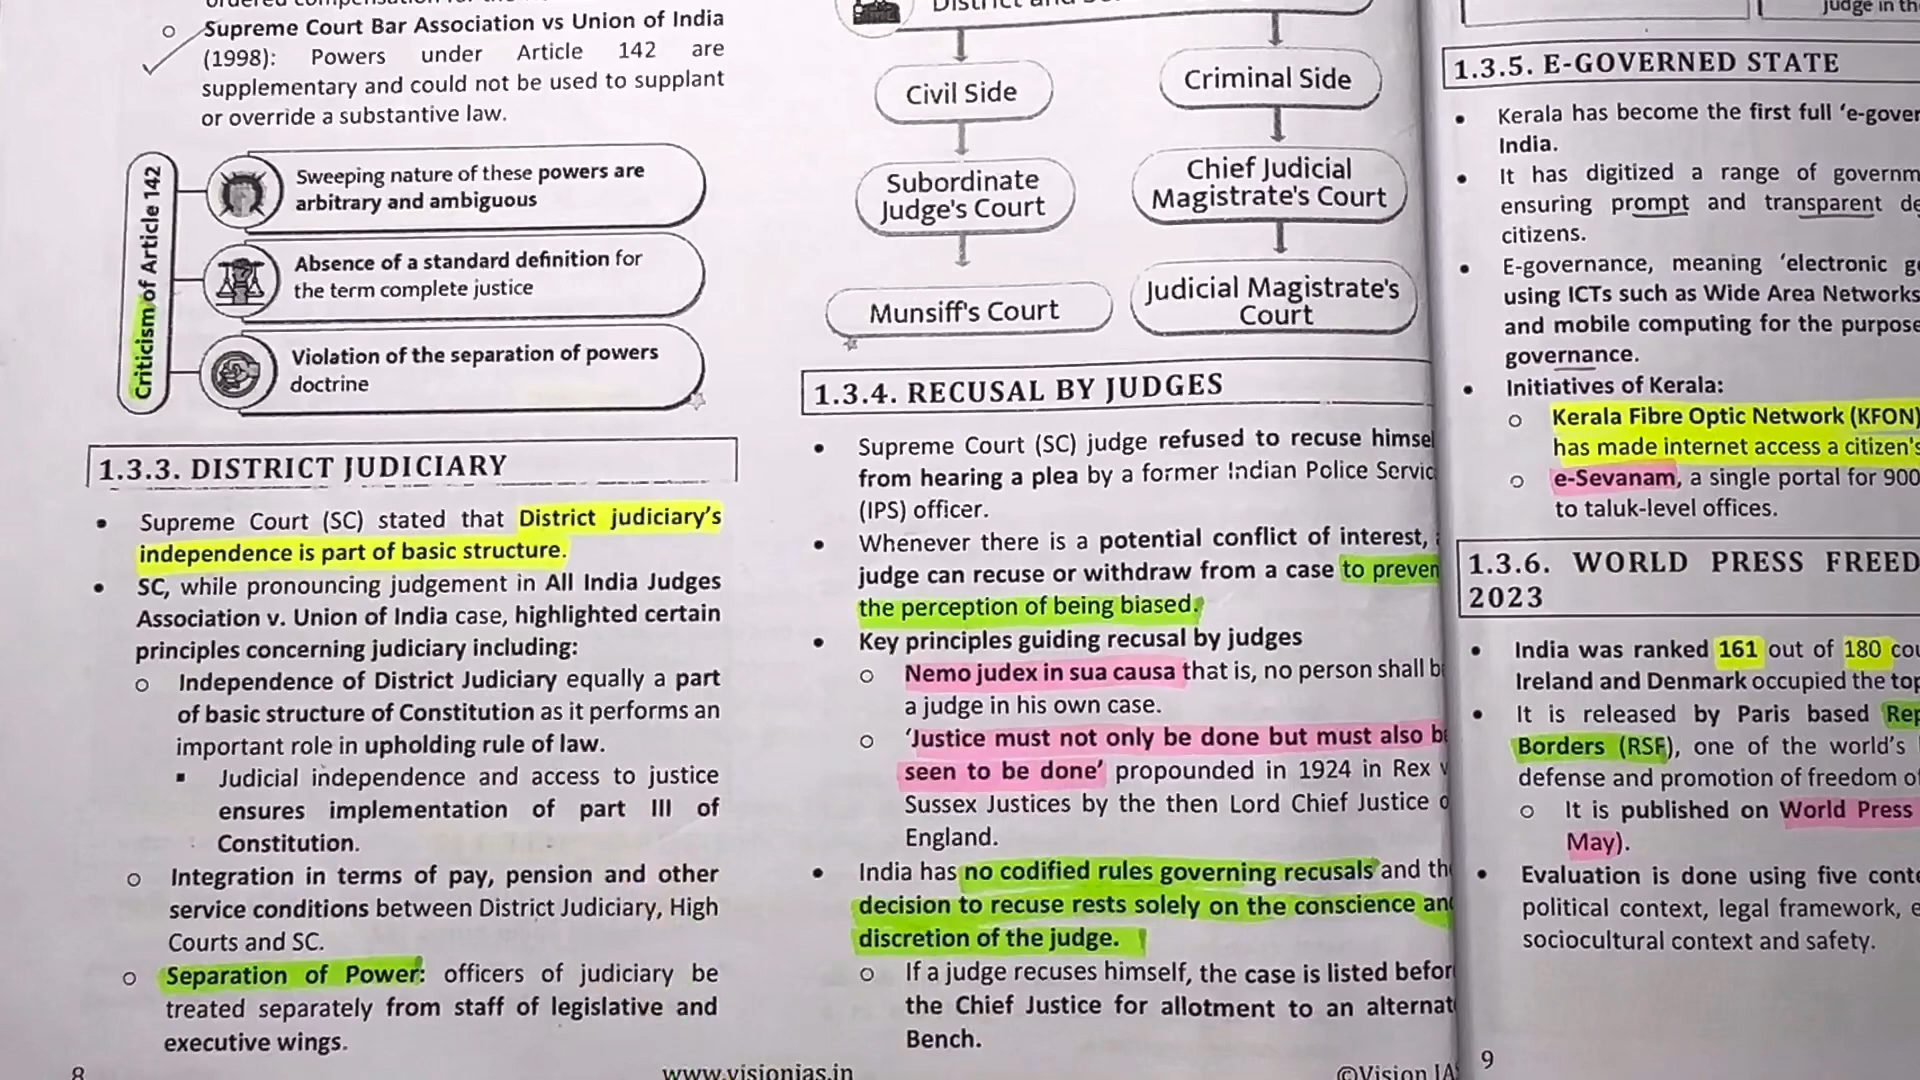 Supreme Court Bar Association vs Union of India
(1998): Powers under Article 142 are
supplementary and could not be used to supplant
or override a substantive law.
Criticism of Article 142
Sweeping nature of these powers are
arbitrary and ambiguous
Absence of a standard definition for
the term complete justice
Violation of the separation of powers
doctrine
1.3.3. DISTRICT JUDICIARY
• Supreme Court (SC) stated that District judiciary's
independence is part of basic structure.
• SC, while pronouncing judgement in All India Judges
Association v. Union of India case, highlighted certain
principles concerning judiciary including:
o Independence of District Judiciary equally a part
of basic structure of Constitution as it performs an
important role in upholding rule of law.
▪ Judicial independence and access to justice
ensures implementation of part III of
Constitution.
o Integration in terms of pay, pension and other
service conditions between District Judiciary, High
Courts and SC.
o Separation of Power: officers of judiciary be
treated separately from staff of legislative and
executive wings.
8
www.visionias.in
District and
Civil Side
Criminal Side
Subordinate
Judge's Court
Chief Judicial
Magistrate's Court
Munsiff's Court
Judicial Magistrate's
Court
1.3.4. RECUSAL BY JUDGES
• Supreme Court (SC) judge refused to recuse himse
from hearing a plea by a former Indian Police Servic
(IPS) officer.
• Whenever there is a potential conflict of interest,
judge can recuse or withdraw from a case to preven
the perception of being biased.
• Key principles guiding recusal by judges
o Nemo judex in sua causa that is, no person shall b
a judge in his own case.
o 'Justice must not only be done but must also b
seen to be done' propounded in 1924 in Rex v
Sussex Justices by the then Lord Chief Justice o
England.
• India has no codified rules governing recusals and th
decision to recuse rests solely on the conscience an
discretion of the judge.
o If a judge recuses himself, the case is listed befor
the Chief Justice for allotment to an alternat
Bench.
©Vision IA
judge in th
1.3.5. E-GOVERNED STATE
• Kerala has become the first full 'e-gover
India.
• It has digitized a range of governm
ensuring prompt and transparent de
citizens.
• E-governance, meaning 'electronic g
using ICTs such as Wide Area Networks
and mobile computing for the purpose
governance.
• Initiatives of Kerala:
o Kerala Fibre Optic Network (KFON)
has made internet access a citizen's
o e-Sevanam, a single portal for 900
to taluk-level offices.
1.3.6. WORLD PRESS FREED
2023
• India was ranked 161 out of 180 cou
Ireland and Denmark occupied the top
• It is released by Paris based Rep
Borders (RSF), one of the world's
defense and promotion of freedom of
o It is published on World Press
May).
• Evaluation is done using five conte
political context, legal framework, e
sociocultural context and safety.
9